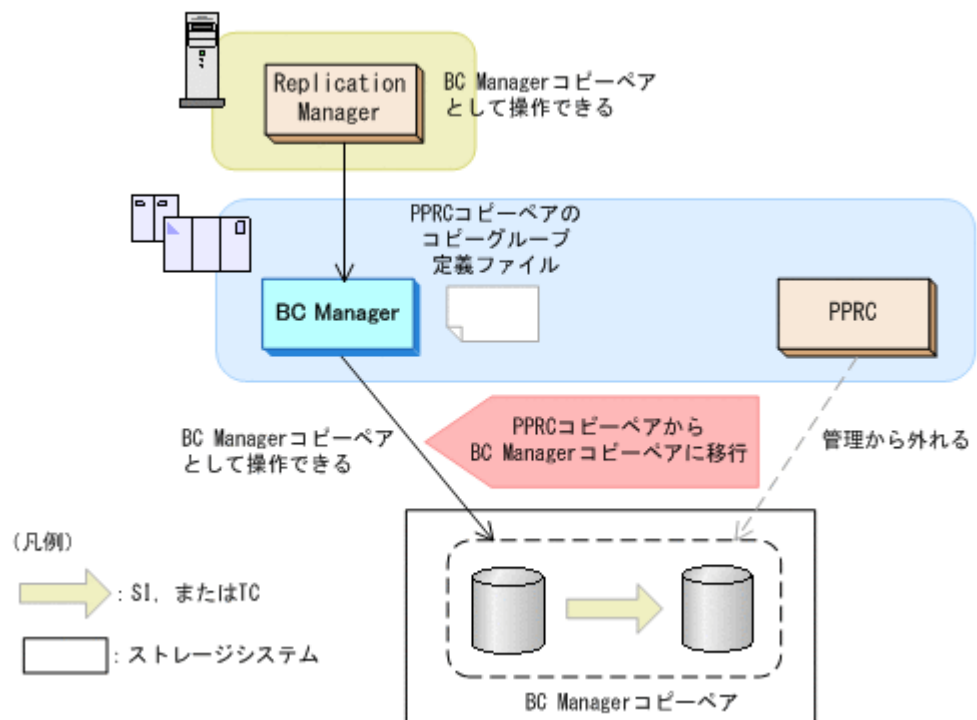 Replication
Manager
BC Managerコピーペア
として操作できる
PPRCコピーペアの
コピーグループ
定義ファイル
BC Manager
PPRC
BC Managerコピーペア
として操作できる
PPRCコピーペアから
BC Managerコピーペアに移行
管理から外れる
(凡例)
: SI, またはTC
: ストレージシステム
BC Managerコピーペア